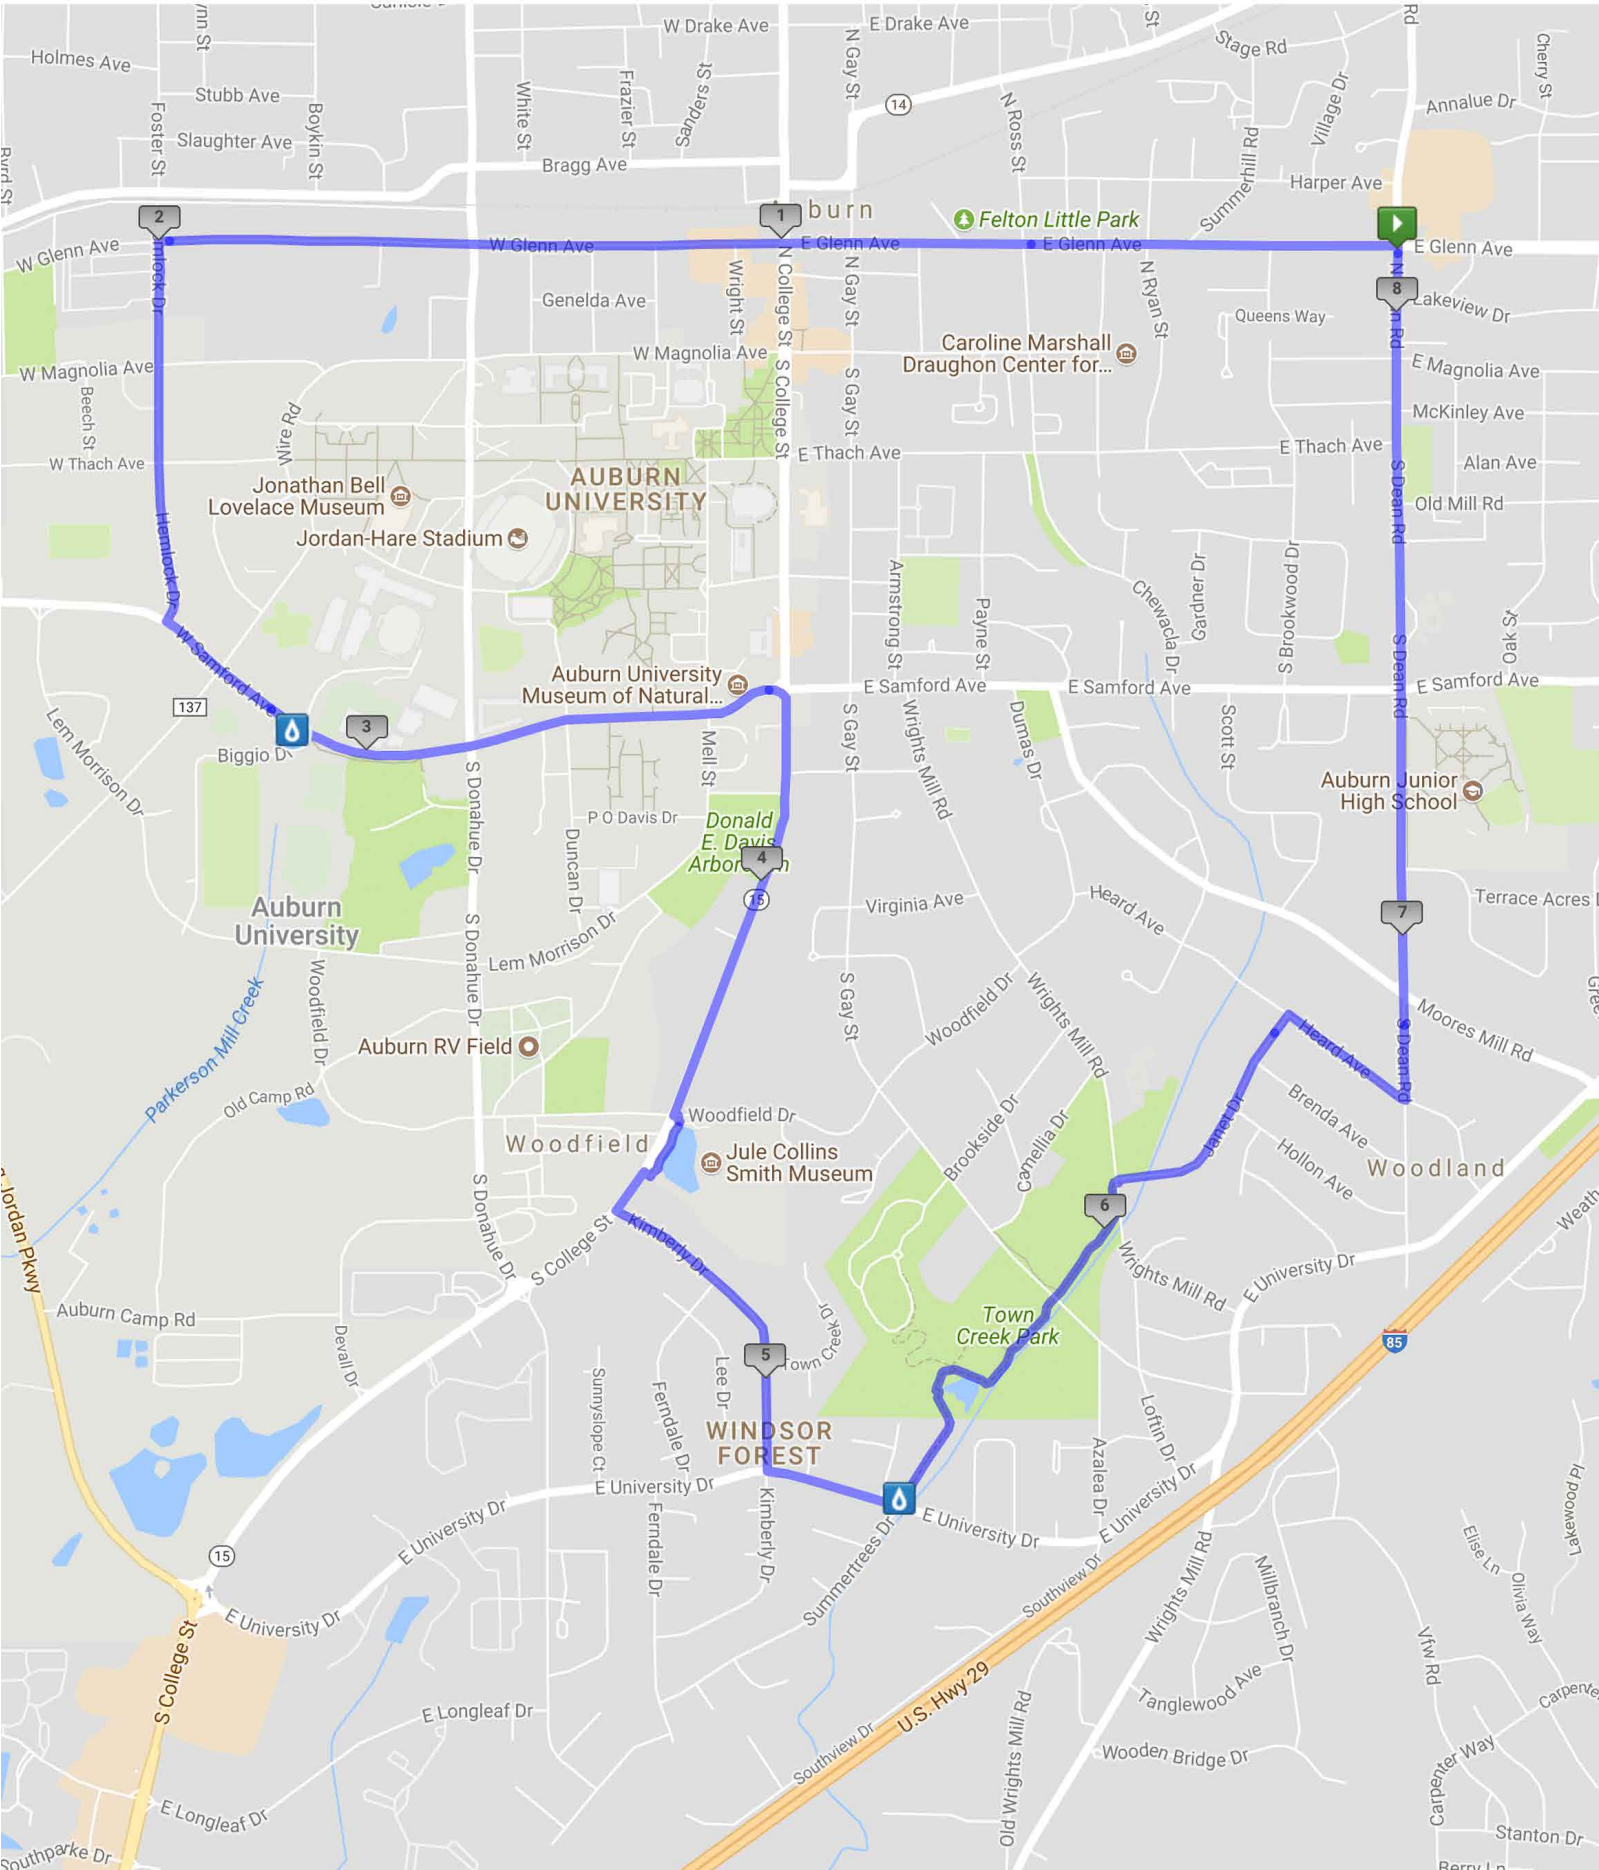 W Drake Ave
E Drake Ave
N Gay St
Stage Rd
Rd
Cherry St
Holmes Ave
Stubb Ave
Foster St
Boykin St
Slaughter Ave
White St
Frazier St
Sanders St
14
N Ross St
Village Dr
Annalue Dr
Bragg Ave
Summerhill Rd
Harper Ave
2
1
burn
Felton Little Park
W Glenn Ave
W Glenn Ave
E Glenn Ave
E Glenn Ave
E Glenn Ave
8
Lakeview Dr
Genelda Ave
Wright St
N College St
N Gay St
N Ryan St
Queens Way
W Magnolia Ave
W Magnolia Ave
Caroline Marshall
Draughon Center for...
E Magnolia Ave
Beech St
Wire Rd
S College St
S Gay St
McKinley Ave
W Thach Ave
E Thach Ave
E Thach Ave
Alan Ave
AUBURN
UNIVERSITY
Jonathan Bell
Lovelace Museum
Jordan-Hare Stadium
S Dean Rd
Old Mill Rd
Hemlock Dr
Armstrong St
Payne St
Chewacla Dr
Gardner Dr
S Brookwood Dr
Oak St
W Samford Ave
137
Auburn University
Museum of Natural...
E Samford Ave
E Samford Ave
E Samford Ave
S Dean Rd
3
Biggio Dr
Lem Morrison Dr
S Donahue Dr
Mell St
S Gay St
Wrights Mill Rd
Dumas Dr
Scott St
Auburn Junior
High School
P O Davis Dr
Donald
E. Davis
4
15
Duncan Dr
Virginia Ave
Heard Ave
7
Terrace Acres
Auburn
University
S Donahue Dr
Lem Morrison Dr
Woodfield Dr
Parkerson Mill Creek
S Gay St
Woodfield Dr
Wrights Mill Rd
Moores Mill Rd
Auburn RV Field
Heard Ave
S Dean Rd
Old Camp Rd
Woodfield Dr
Woodfield
Jule Collins
Smith Museum
Brookside Dr
Camellia Dr
Janet Dr
Brenda Ave
Hollon Ave
Woodland
6
Jordan Pkwy
S Donahue Dr
S College St
Kimberly Dr
Wrights Mill Rd
E University Dr
Weath
Auburn Camp Rd
Town
Creek Park
85
Devall Dr
5
Town Creek Dr
Sunnyslope Ct
Ferndale Dr
Lee Dr
WINDSOR
FOREST
Azalea Dr
Loftin Dr
E University Dr
E University Dr
Kimberly Dr
E University Dr
E University Dr
Ferndale Dr
Summertrees Dr
Southview Dr
Wrights Mill Rd
Millbranch Dr
Elise Ln
Olivia Way
Lakewood Pl
15
E University Dr
S College St
U.S. Hwy 29
Vfw Rd
E Longleaf Dr
Tanglewood Ave
Carpente
Southview Dr
Old Wrights Mill Rd
Wooden Bridge Dr
Carpenter Way
E Longleaf Dr
Stanton Dr
Southparke Dr
Berry Ln